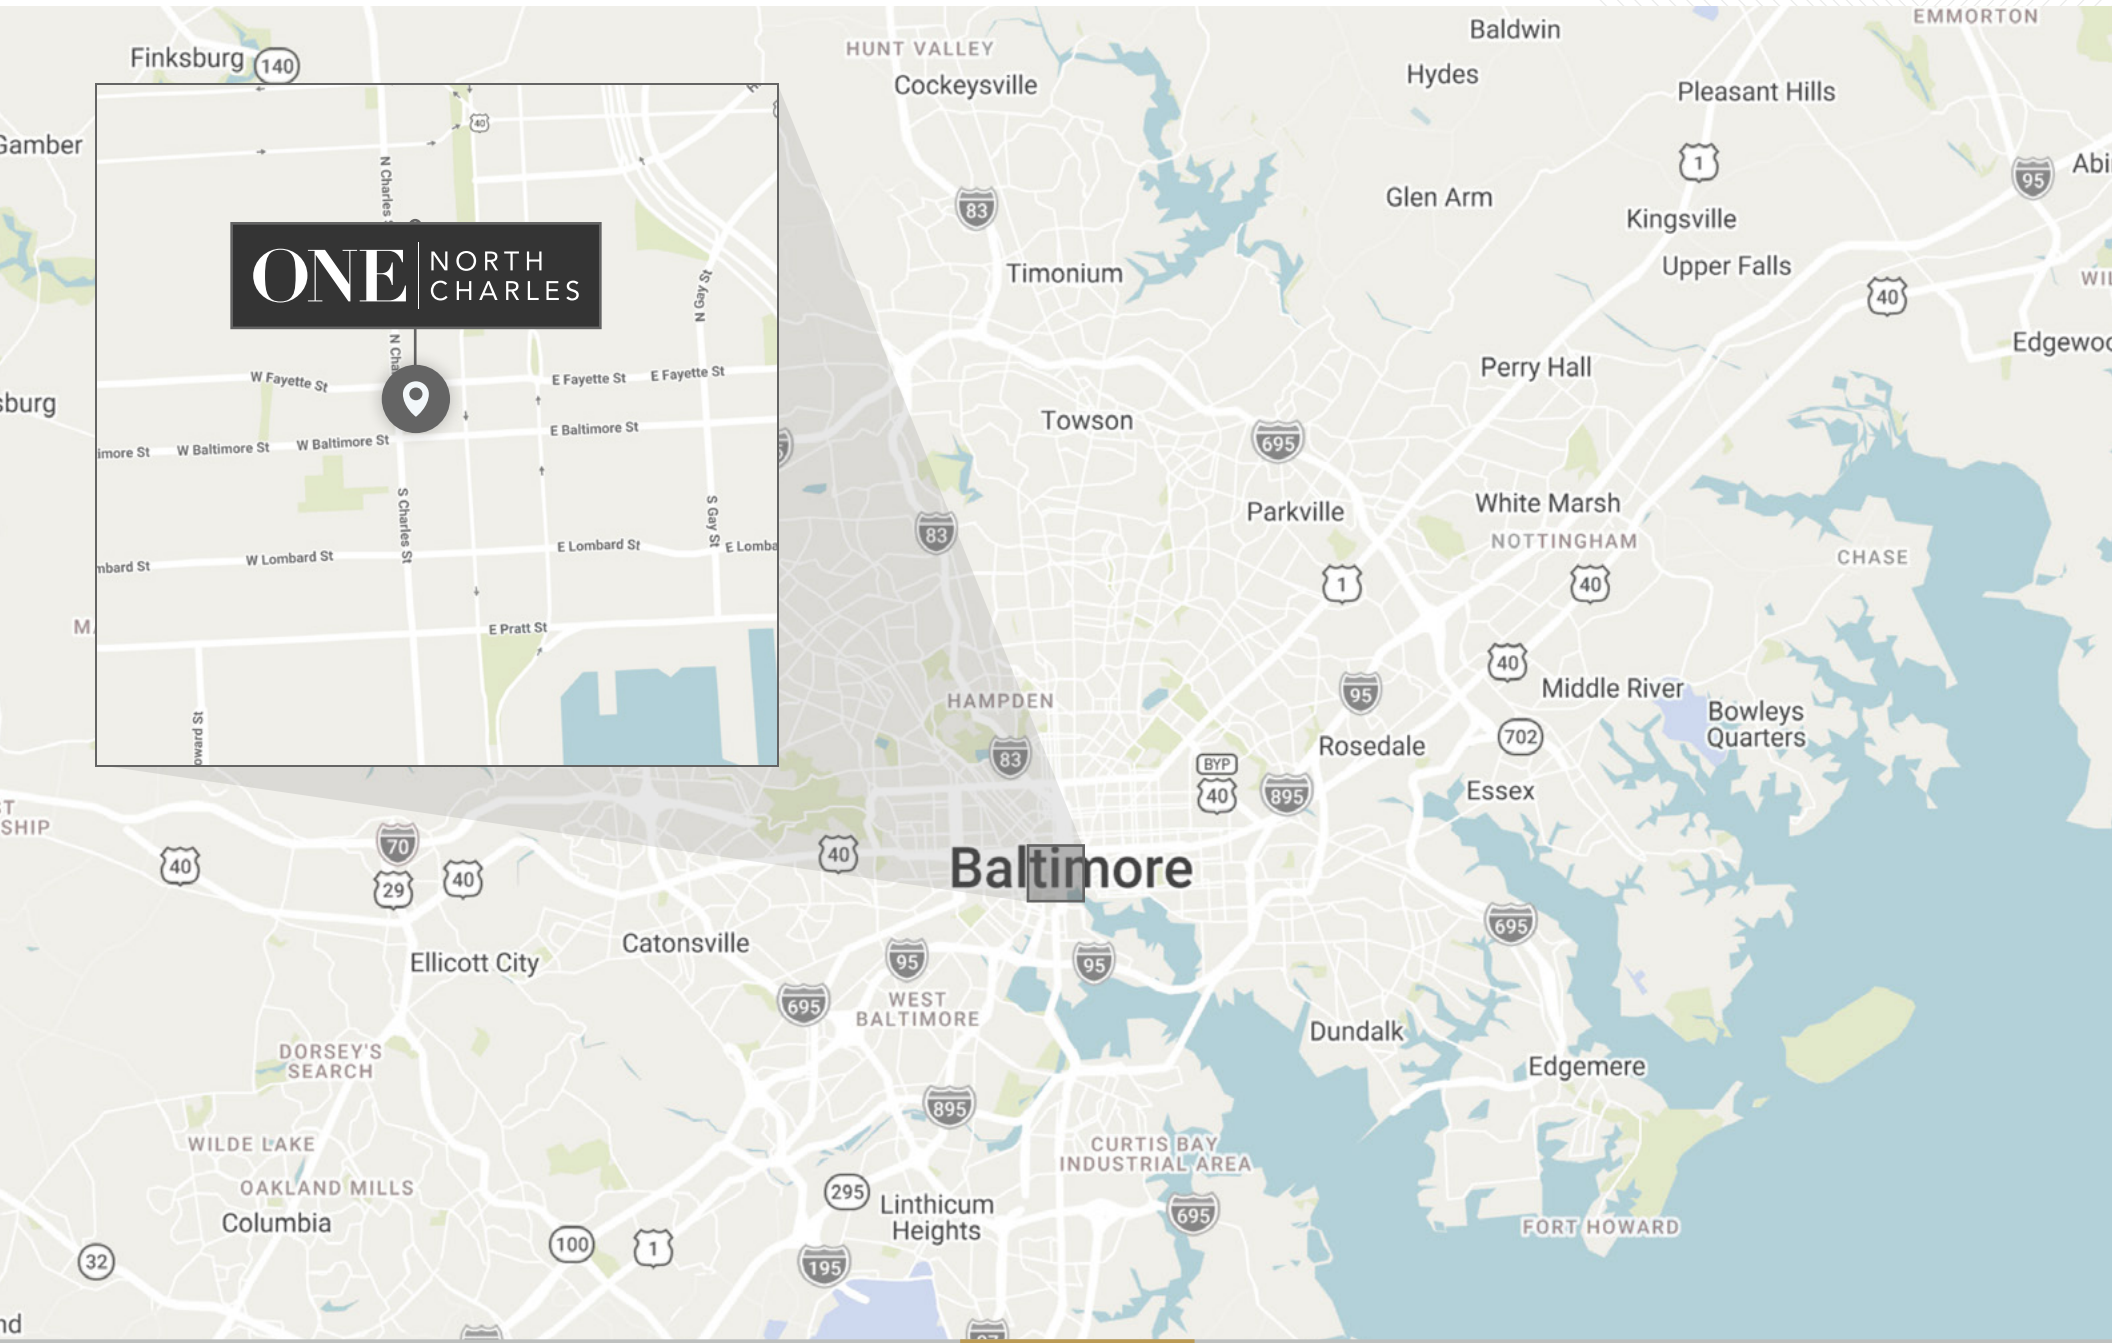 EMMORTON
Baldwin
HUNT VALLEY
Finksburg
140
Hydes
Cockeysville
Pleasant Hills
Gamber
1
95
83
Glen Arm
Kingsville
Upper Falls
Timonium
40
Perry Hall
Towson
695
White Marsh
Parkville
NOTTINGHAM
83
CHASE
1
40
40
95
Middle River
HAMPDEN
Bowleys
Quarters
702
Rosedale
83
BYP
40
895
Essex
SHIP
70
40
40
40
29
Baltimore
695
Catonsville
Ellicott City
95
95
695
WEST
BALTIMORE
Dundalk
DORSEY'S
SEARCH
Edgemere
895
WILDE LAKE
CURTIS BAY
INDUSTRIAL AREA
OAKLAND MILLS
295
Linthicum
Heights
Columbia
695
FORT HOWARD
100
1
32
195
40
N Charles S
ONE
NORTH
CHARLES
N Gay St
N Cha
W Fayette St
E Fayette St
E Fayette St
E Baltimore St
imore St
W Baltimore St
W Baltimore St
S Charles St
S Gay St
mbard St
W Lombard St
E Lombard St
E Lomba
E Pratt St
oward St